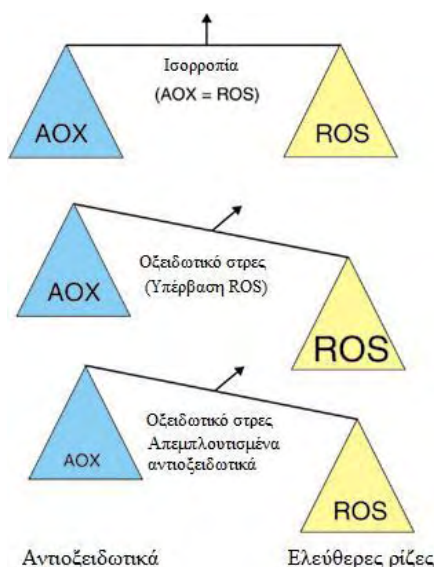 Ισορροπία
(AOX = ROS)
AOX
ROS
Οξειδωτικό στρες
(Υπέρβαση ROS)
AOX
ROS
Οξειδωτικό στρες
Απεμπλουτισμένα
αντιοξειδωτικά
AOX
ROS
Αντιοξειδωτικά
Ελεύθερες ρίζες